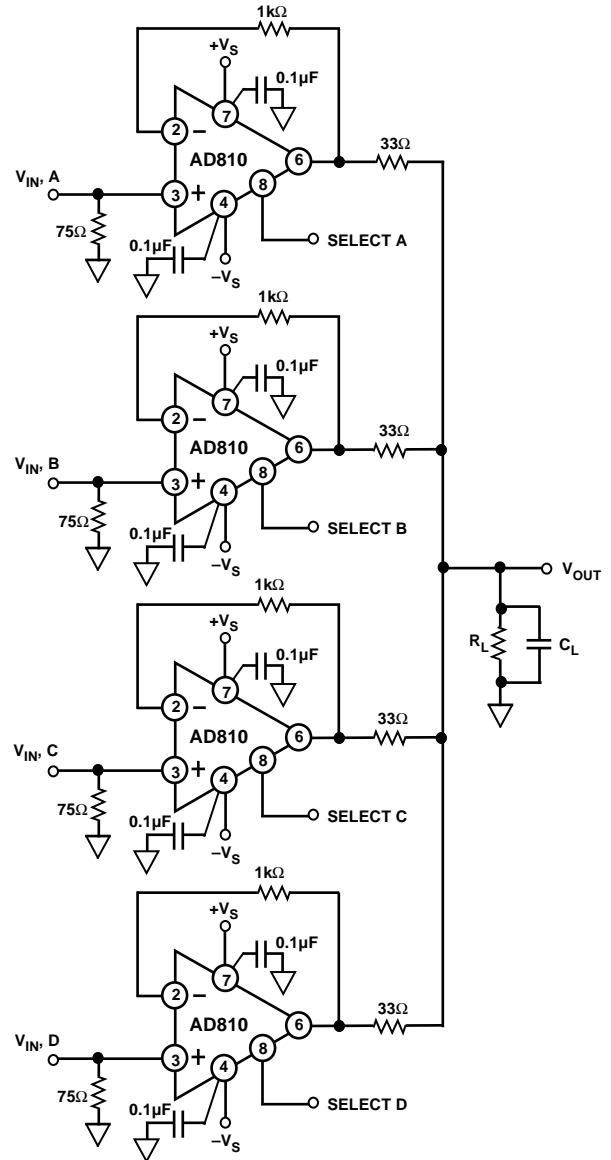 1kΩ
+VS
0.1µF
7
2
−
AD810
6
33Ω
VIN, A
3
+
8
4
75Ω
0.1µF
SELECT A
−VS
1kΩ
+VS
0.1µF
7
2
−
AD810
6
33Ω
VIN, B
3
+
8
4
75Ω
0.1µF
SELECT B
−VS
VOUT
RL
CL
1kΩ
+VS
0.1µF
7
2
−
AD810
6
33Ω
VIN, C
3
+
8
4
75Ω
0.1µF
SELECT C
−VS
1kΩ
+VS
0.1µF
7
2
−
AD810
6
33Ω
VIN, D
3
+
8
4
75Ω
0.1µF
SELECT D
−VS